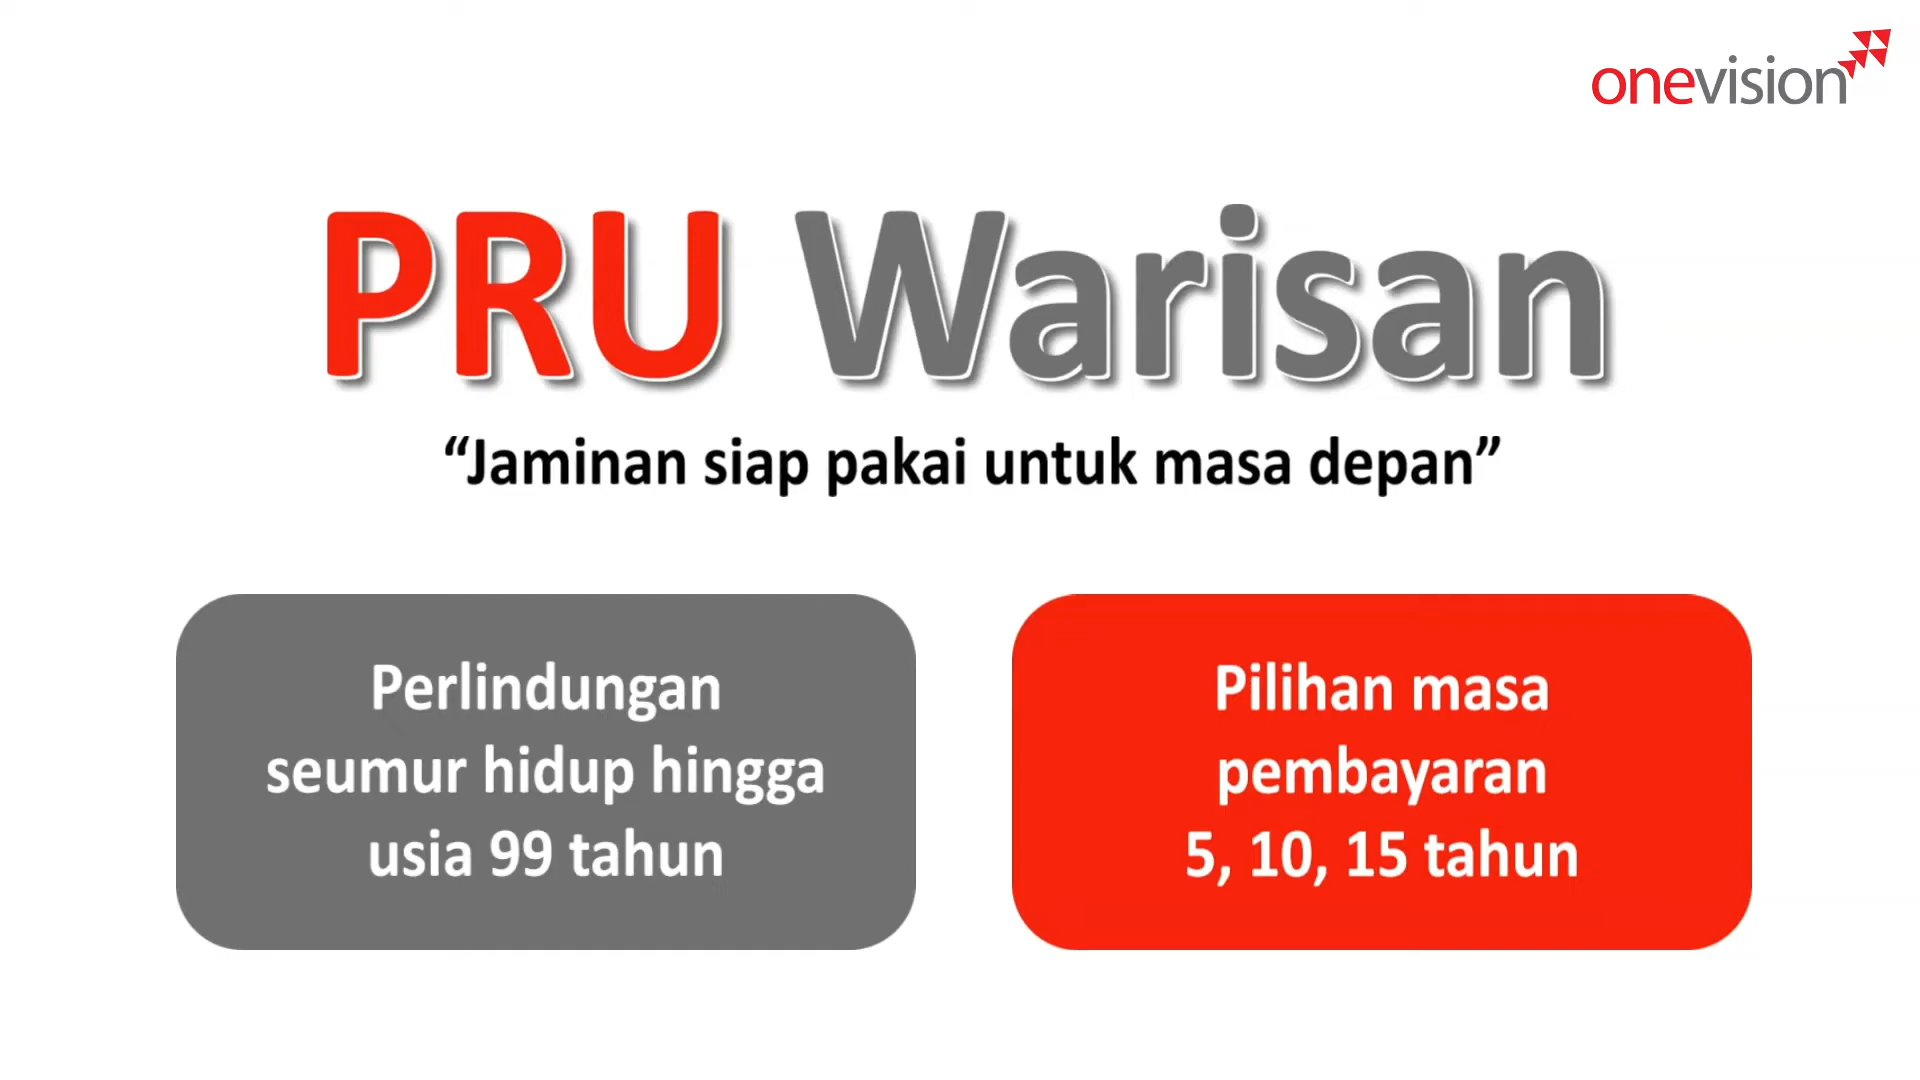 onevision
PRU Warisan
“Jaminan siap pakai untuk masa depan”
Perlindungan
seumur hidup hingga
usia 99 tahun
Pilihan masa
pembayaran
5, 10, 15 tahun